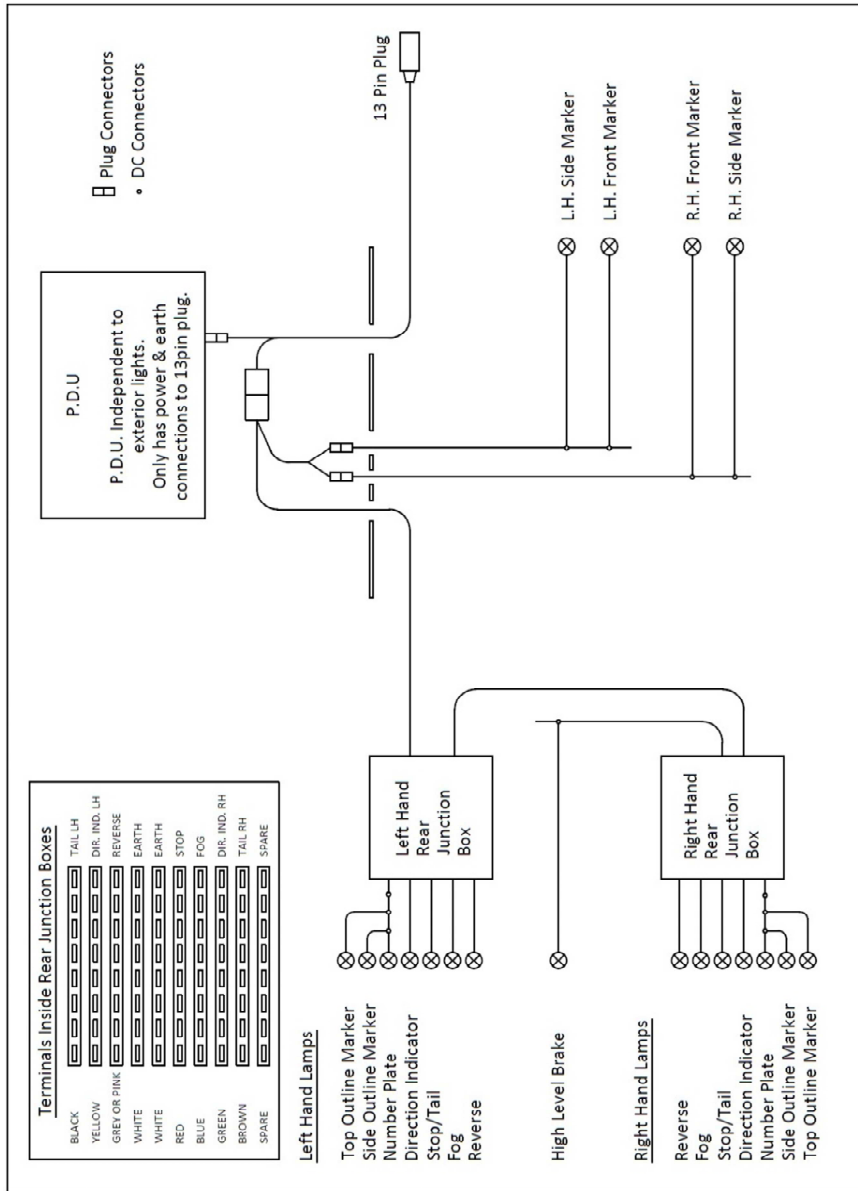 Terminals Inside Rear Junction Boxes
BLACK TAIL LH
YELLOW DIR. IND. LH
GREY OR PINK REVERSE
WHITE EARTH
WHITE EARTH
RED STOP
BLUE FOG
GREEN DIR. IND. RH
BROWN TAIL RH
SPARE SPARE
P.D.U
P.D.U. Independent to
exterior lights.
Only has power & earth
connections to 13pin plug.
Plug Connectors
DC Connectors
13 Pin Plug
Left Hand Lamps
Top Outline Marker
Side Outline Marker
Number Plate
Direction Indicator
Stop/Tail
Fog
Reverse
Left Hand
Rear
Junction
Box
High Level Brake
Right Hand Lamps
Reverse
Fog
Stop/Tail
Direction Indicator
Number Plate
Side Outline Marker
Top Outline Marker
Right Hand
Rear
Junction
Box
L.H. Side Marker
L.H. Front Marker
R.H. Front Marker
R.H. Side Marker